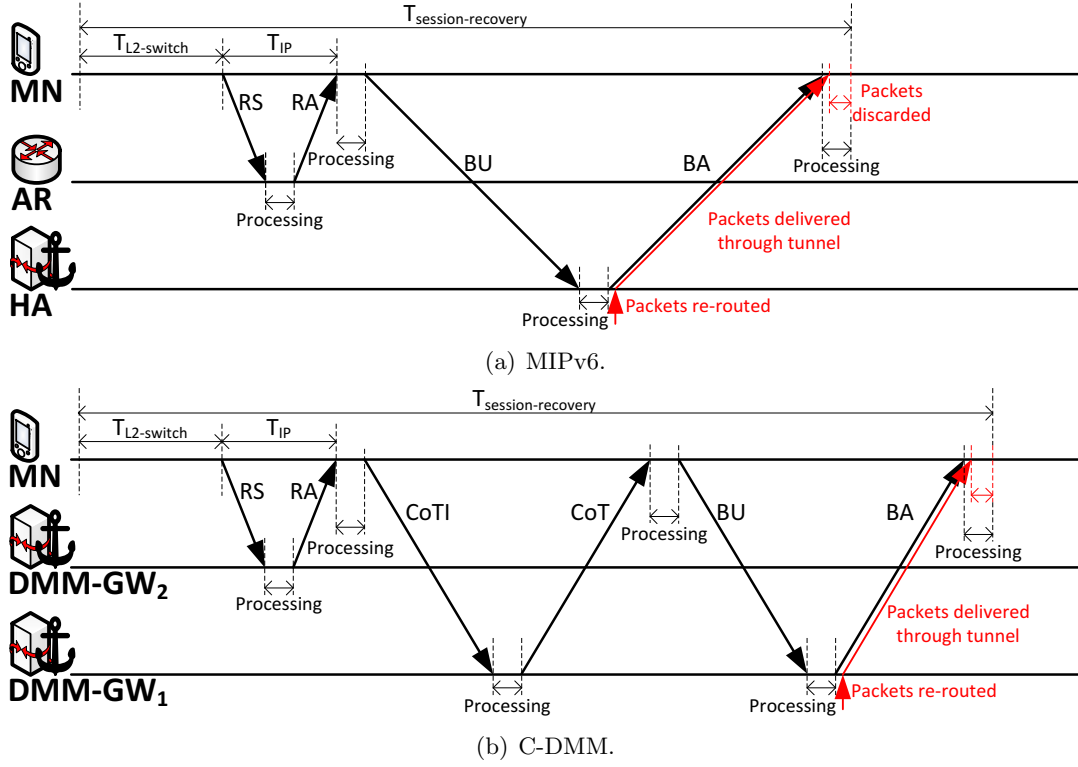 T_session-recovery
T_L2-switch T_IP
MN
RS RA
Packets
discarded
Processing
BU
BA
Processing
AR
Processing
Packets delivered
through tunnel
HA
Processing
Packets re-routed
(a) MIPv6.
T_session-recovery
T_L2-switch T_IP
MN
RS RA
CoTI
CoT
BU
BA
Processing
Processing
Processing
DMM-GW_2
Processing
Packets delivered
through tunnel
DMM-GW_1
Processing
Processing
Packets re-routed
(b) C-DMM.